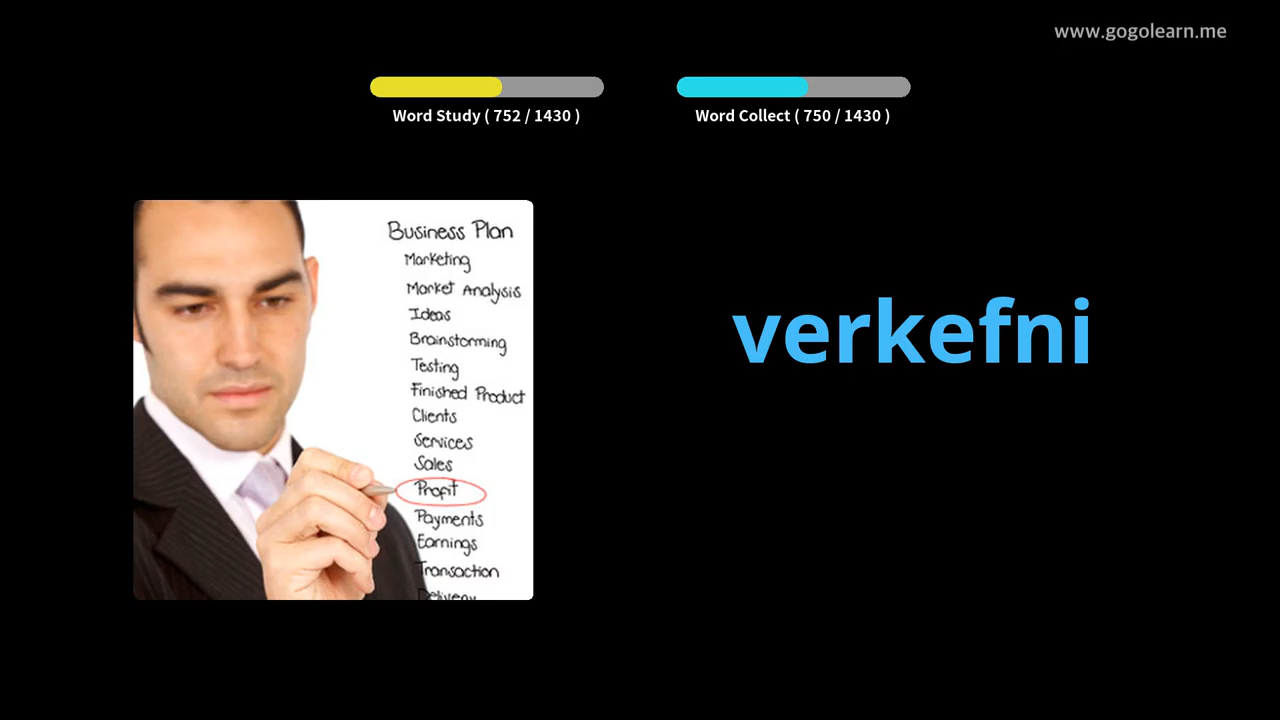 www.gogolearn.me
Word Study ( 752 / 1430 )
Word Collect ( 750 / 1430 )
Business Plan
Marketing
Market Analysis
Ideas
Brainstorming
Testing
Finished Product
Clients
Services
Sales
Profit
Payments
Earnings
Transaction
Delivery
verkefni